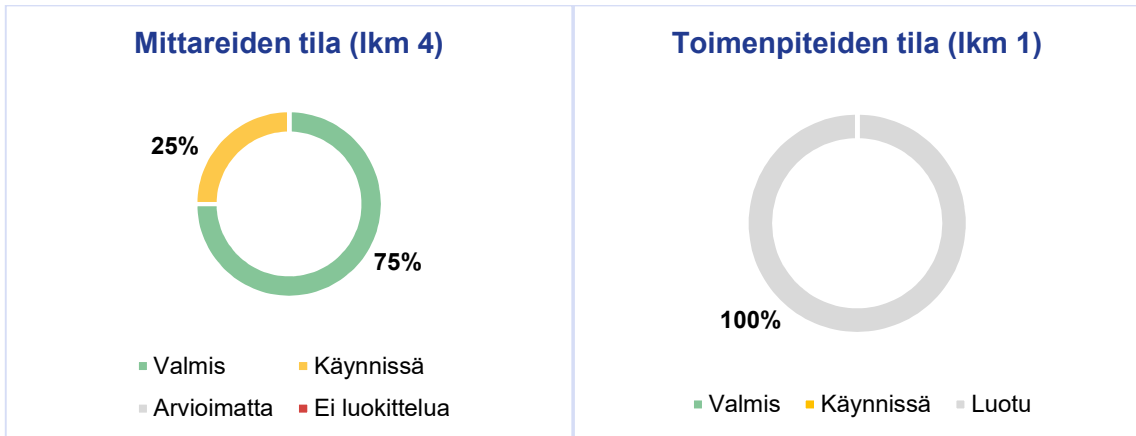 Mittareiden tila (lkm 4)
25%
75%
Valmis
Käynnissä
Arvioimatta
Ei luokittelua
Toimenpiteiden tila (lkm 1)
100%
Valmis
Käynnissä
Luotu